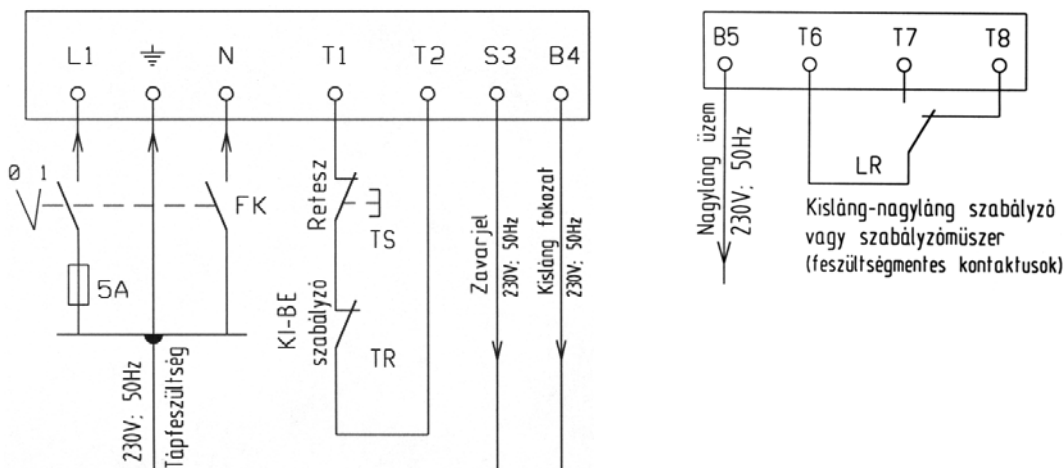 L1 ⏚ N T1 T2 S3 B4
0 1
FK
5A
230V; 50Hz
Tápfeszültség
Retesz
TS
KI-BE
szabályzó
TR
Zavarjel
230V; 50Hz
Kisláng fokozat
230V; 50Hz
B5 T6 T7 T8
Nagyláng üzem
230V; 50Hz
LR
Kisláng-nagyláng szabályzó
vagy szabályzómüszer
(feszültségmentes kontaktusok)